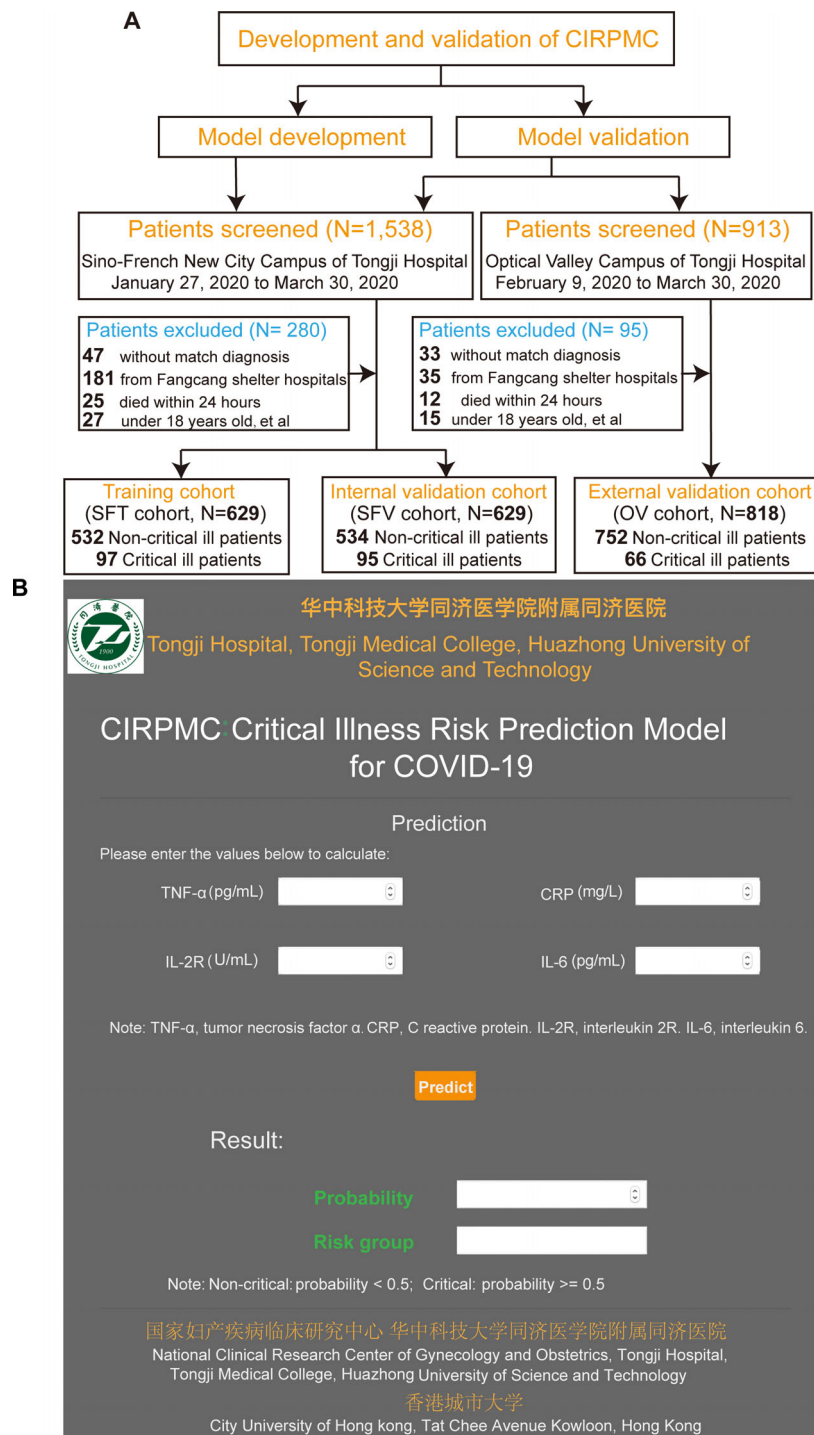 A
Development and validation of CIRPMC
Model development
Model validation
Patients screened (N=1,538)
Sino-French New City Campus of Tongji Hospital
January 27, 2020 to March 30, 2020
Patients screened (N=913)
Optical Valley Campus of Tongji Hospital
February 9, 2020 to March 30, 2020
Patients excluded (N= 280)
47 without match diagnosis
181 from Fangcang shelter hospitals
25 died within 24 hours
27 under 18 years old, et al
Patients excluded (N= 95)
33 without match diagnosis
35 from Fangcang shelter hospitals
12 died within 24 hours
15 under 18 years old, et al
Training cohort
(SFT cohort, N=629)
532 Non-critical ill patients
97 Critical ill patients
Internal validation cohort
(SFV cohort, N=629)
534 Non-critical ill patients
95 Critical ill patients
External validation cohort
(OV cohort, N=818)
752 Non-critical ill patients
66 Critical ill patients
B
同济医院
1900
TONGJI HOSPITAL
华中科技大学同济医学院附属同济医院
Tongji Hospital, Tongji Medical College, Huazhong University of
Science and Technology
CIRPMC:Critical Illness Risk Prediction Model
for COVID-19
Prediction
Please enter the values below to calculate:
TNF-α (pg/mL)
CRP (mg/L)
IL-2R (U/mL)
IL-6 (pg/mL)
Note: TNF-α, tumor necrosis factor α. CRP, C reactive protein. IL-2R, interleukin 2R. IL-6, interleukin 6.
Predict
Result:
Probability
Risk group
Note: Non-critical: probability < 0.5; Critical: probability >= 0.5
国家妇产疾病临床研究中心 华中科技大学同济医学院附属同济医院
National Clinical Research Center of Gynecology and Obstetrics, Tongji Hospital,
Tongji Medical College, Huazhong University of Science and Technology
香港城市大学
City University of Hong kong, Tat Chee Avenue Kowloon, Hong Kong